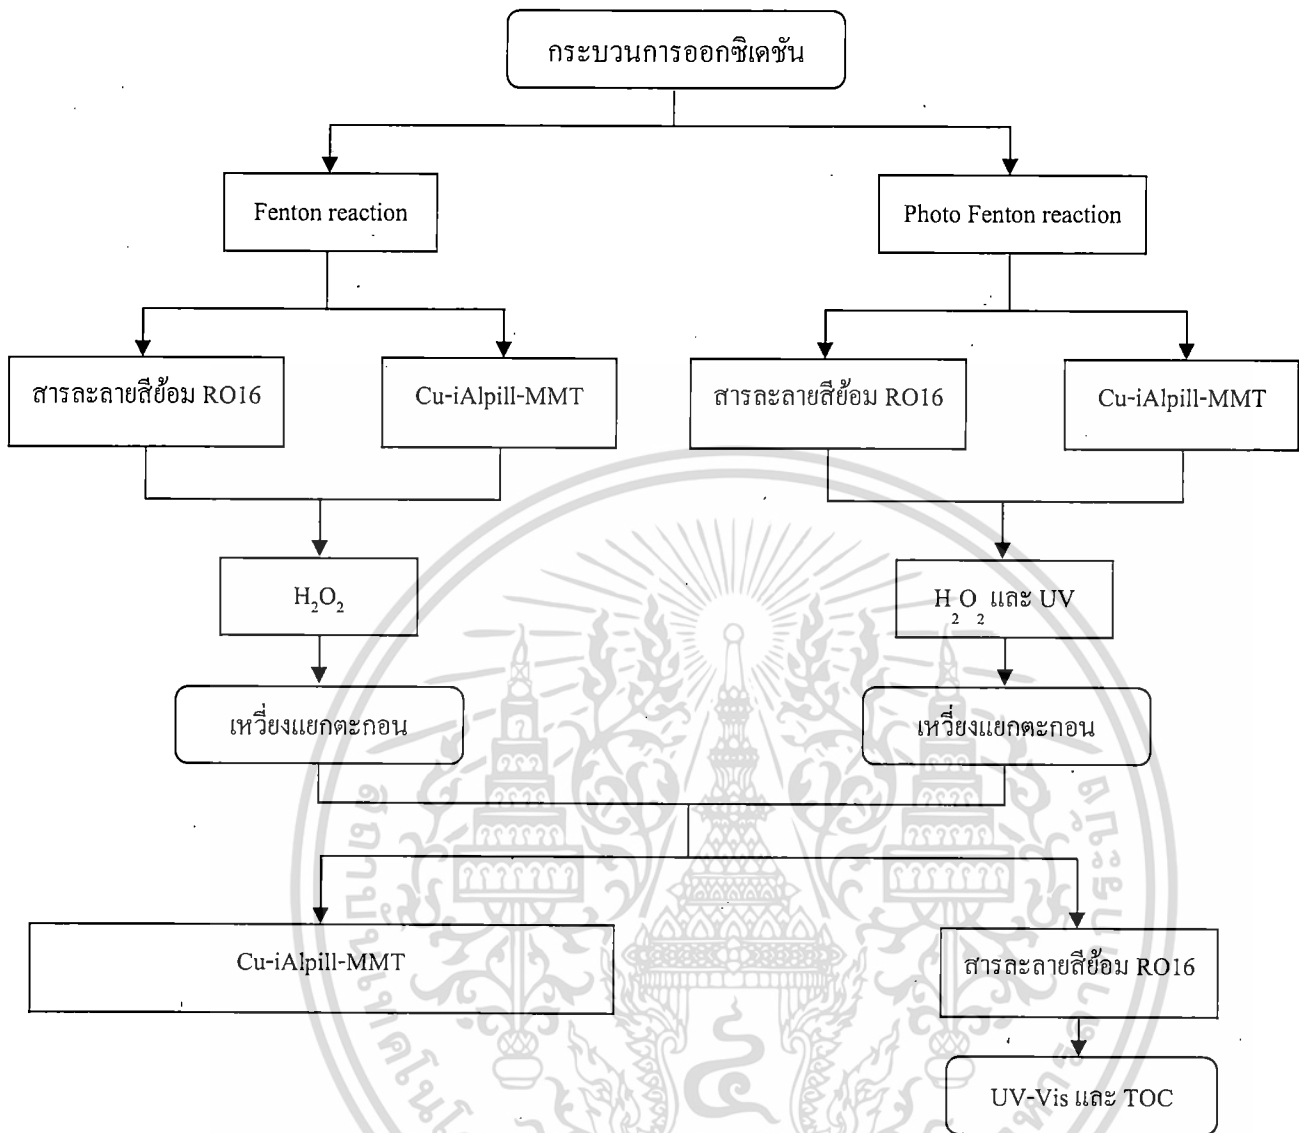 กระบวนการออกซิเดชัน
Fenton reaction
Photo Fenton reaction
สารละลายสีย้อม RO16
Cu-iAlpill-MMT
สารละลายสีย้อม RO16
Cu-iAlpill-MMT
H₂O₂
H₂O₂ และ UV
เหวี่ยงแยกตะกอน
เหวี่ยงแยกตะกอน
Cu-iAlpill-MMT
สารละลายสีย้อม RO16
UV-Vis และ TOC